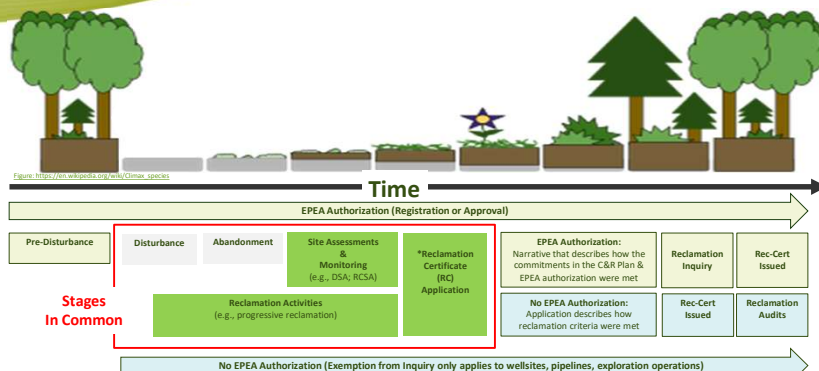 Figure: https://en.wikipedia.org/wiki/Climax_species
Time
EPEA Authorization (Registration or Approval)
Pre-Disturbance
Disturbance
Abandonment
Site Assessments
&
Monitoring
(e.g., DSA; RCSA)
*Reclamation
Certificate
(RC)
Application
EPEA Authorization:
Narrative that describes how the
commitments in the C&R Plan &
EPEA authorization were met
Reclamation
Inquiry
Rec-Cert
Issued
Stages
In Common
Reclamation Activities
(e.g., progressive reclamation)
No EPEA Authorization:
Application describes how
reclamation criteria were met
Rec-Cert
Issued
Reclamation
Audits
No EPEA Authorization (Exemption from Inquiry only applies to wellsites, pipelines, exploration operations)